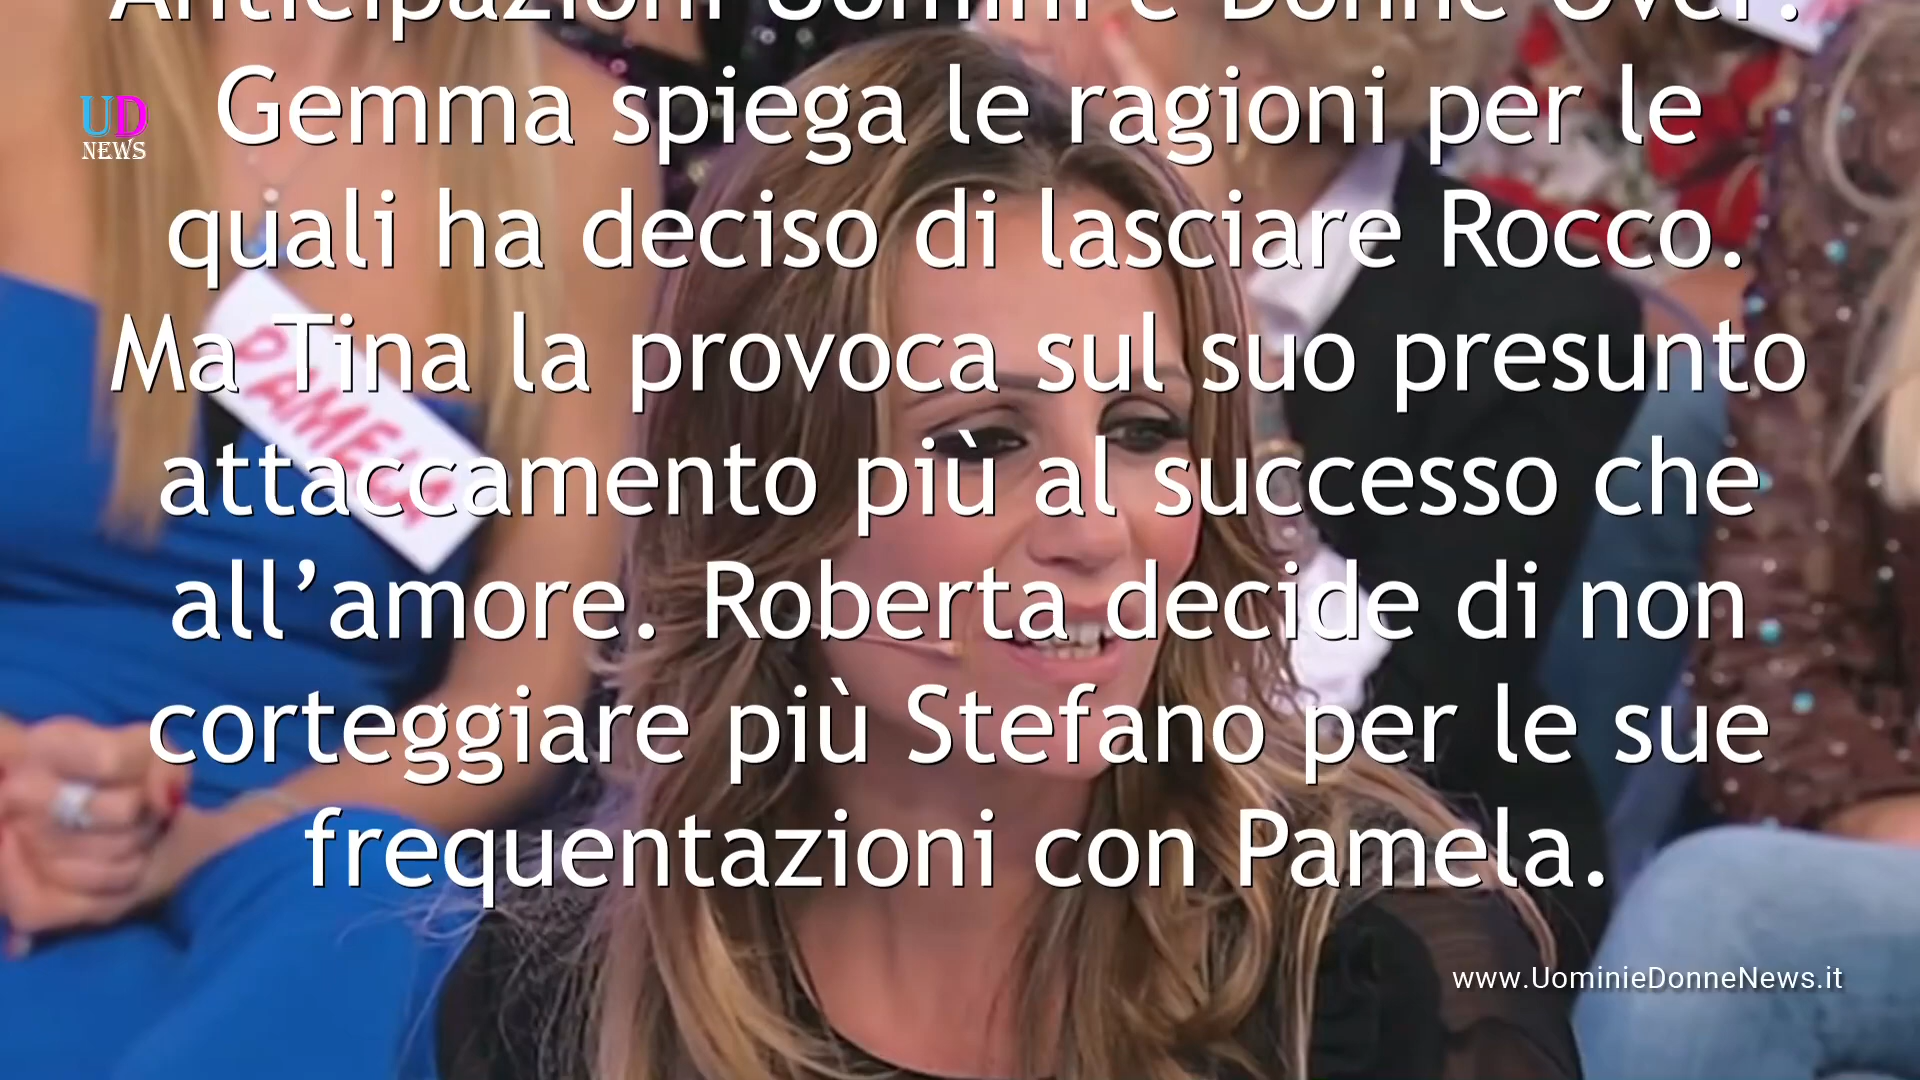 Anticipazioni Uomini e Donne Over:
UD
NEWS
Gemma spiega le ragioni per le
quali ha deciso di lasciare Rocco.
Ma Tina la provoca sul suo presunto
attaccamento più al successo che
all’amore. Roberta decide di non
corteggiare più Stefano per le sue
frequentazioni con Pamela.
PAMELA
www.UominieDonneNews.it